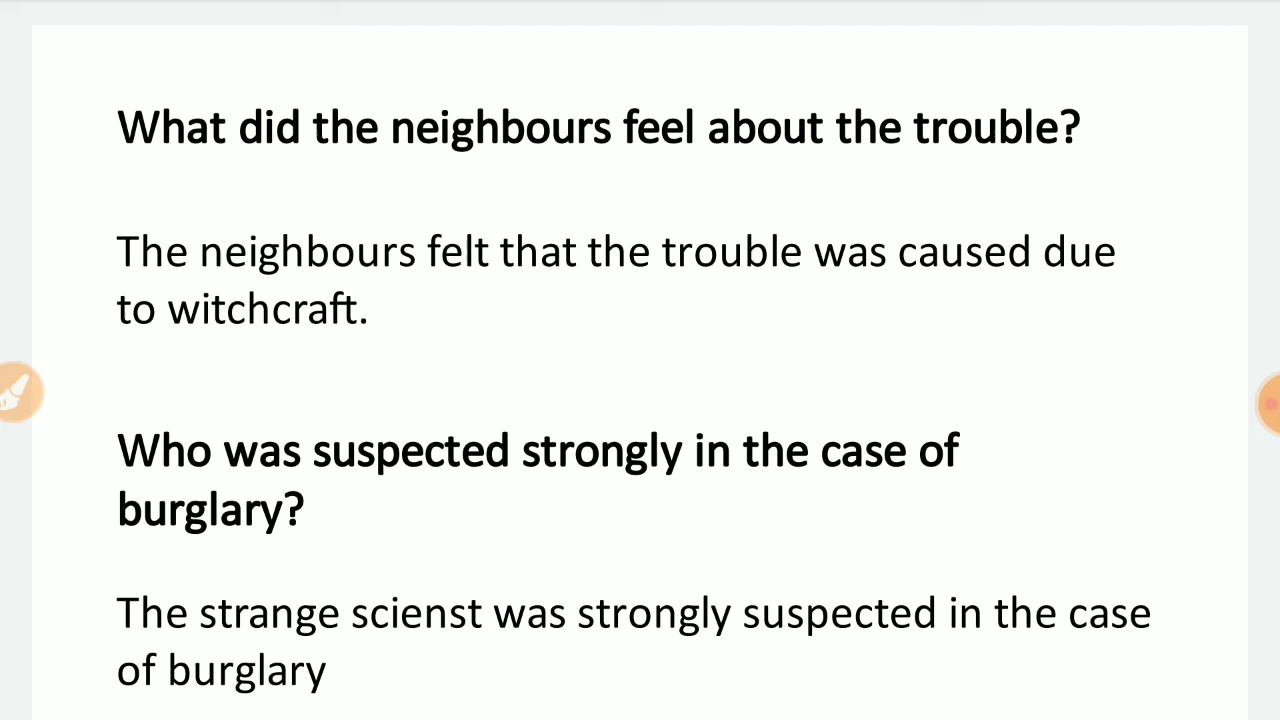 What did the neighbours feel about the trouble?
The neighbours felt that the trouble was caused due
to witchcraft.
Who was suspected strongly in the case of
burglary?
The strange scienst was strongly suspected in the case
of burglary